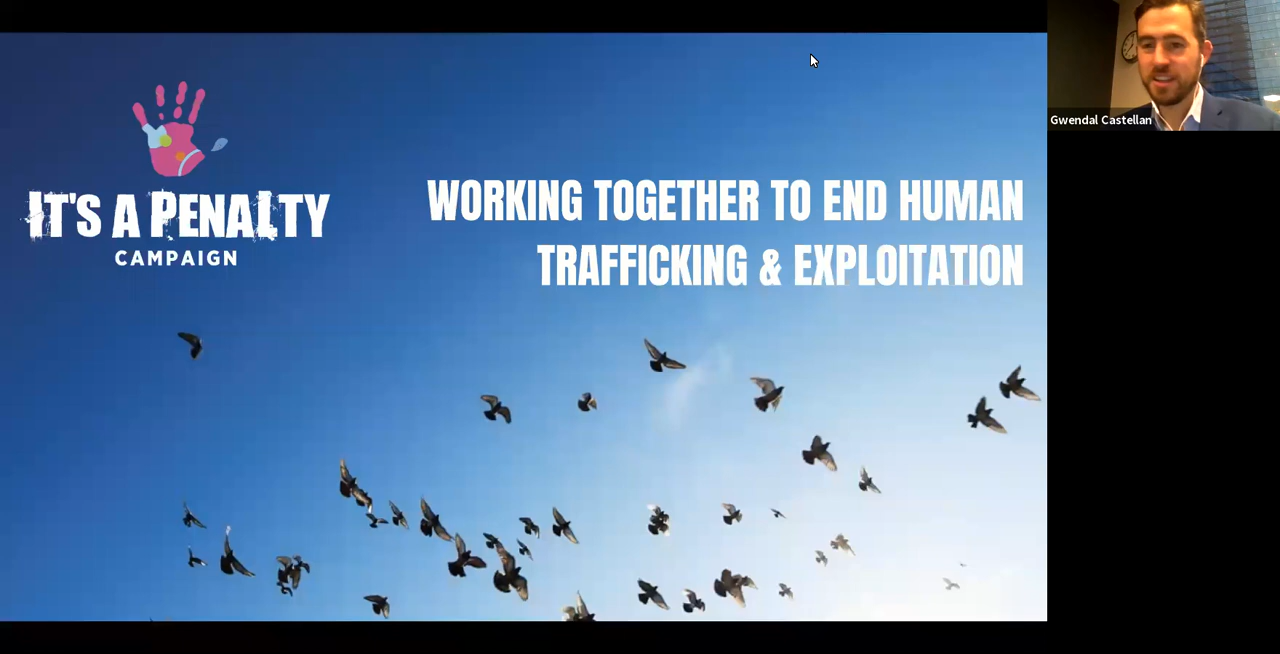 IT'S A PENALTY
CAMPAIGN
WORKING TOGETHER TO END HUMAN
TRAFFICKING & EXPLOITATION
Gwendal Castellan